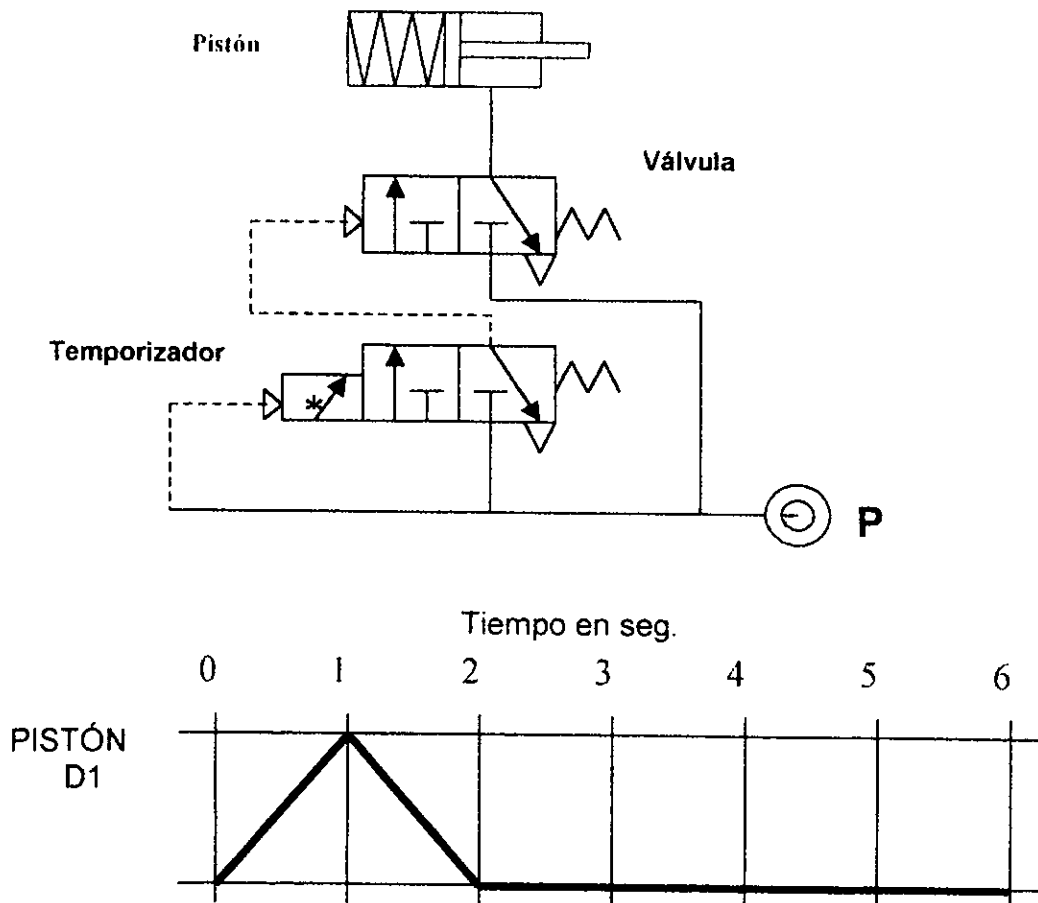 Pistón
Válvula
Temporizador
*
P
Tiempo en seg.
0 1 2 3 4 5 6
PISTÓN
D1